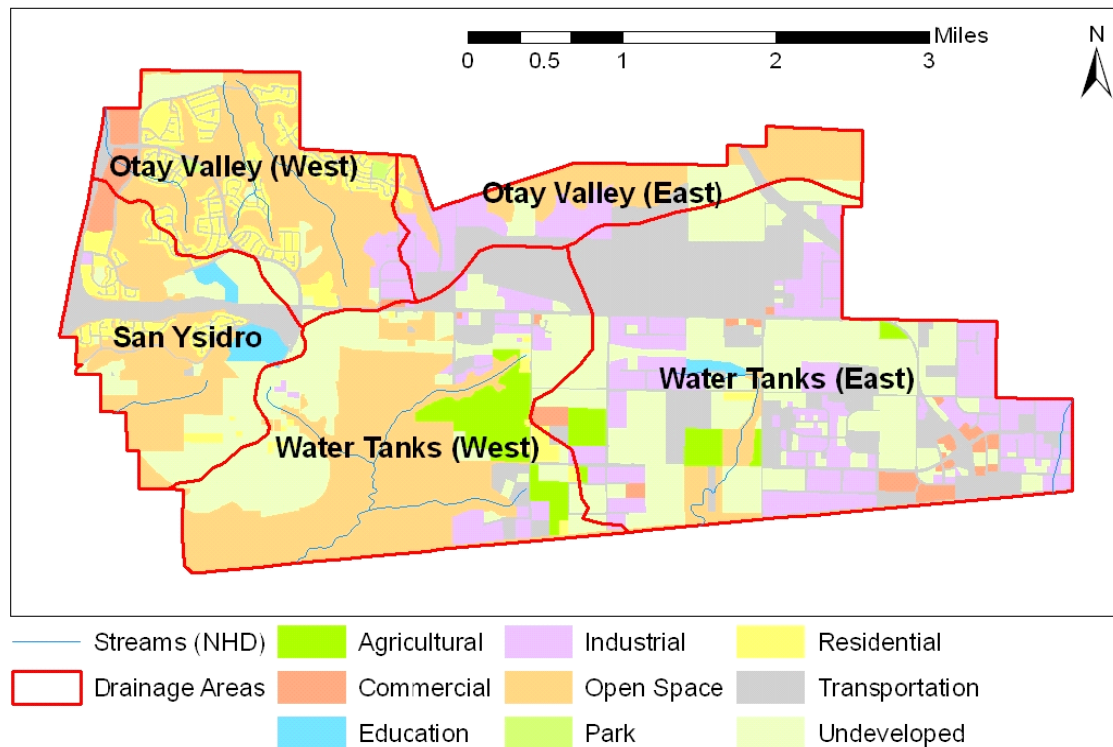 Miles
N
0 0.5 1 2 3
Otay Valley (West)
Otay Valley (East)
San Ysidro
Water Tanks (East)
Water Tanks (West)
Streams (NHD) Agricultural Industrial Residential
Drainage Areas Commercial Open Space Transportation
Education Park Undeveloped